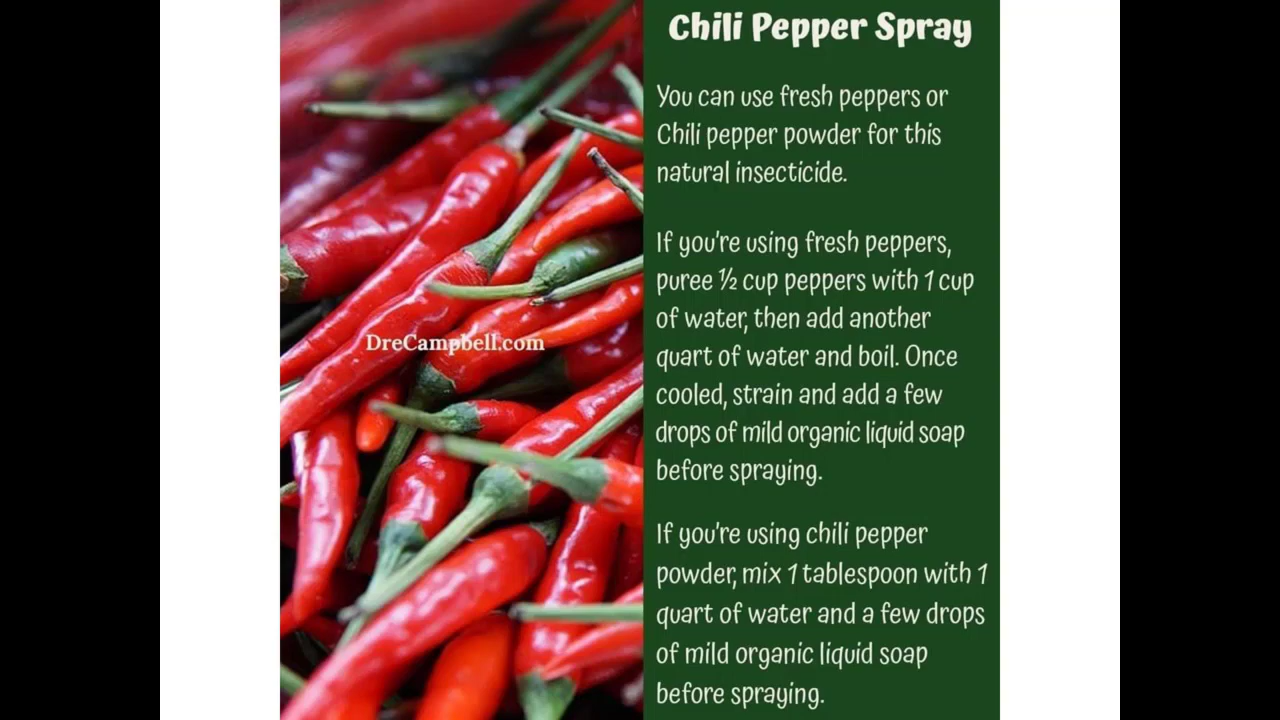 Chili Pepper Spray
You can use fresh peppers or
Chili pepper powder for this
natural insecticide.
If you're using fresh peppers,
puree ½ cup peppers with 1 cup
of water, then add another
quart of water and boil. Once
cooled, strain and add a few
drops of mild organic liquid soap
before spraying.
If you're using chili pepper
powder, mix 1 tablespoon with 1
quart of water and a few drops
of mild organic liquid soap
before spraying.
DreCampbell.com